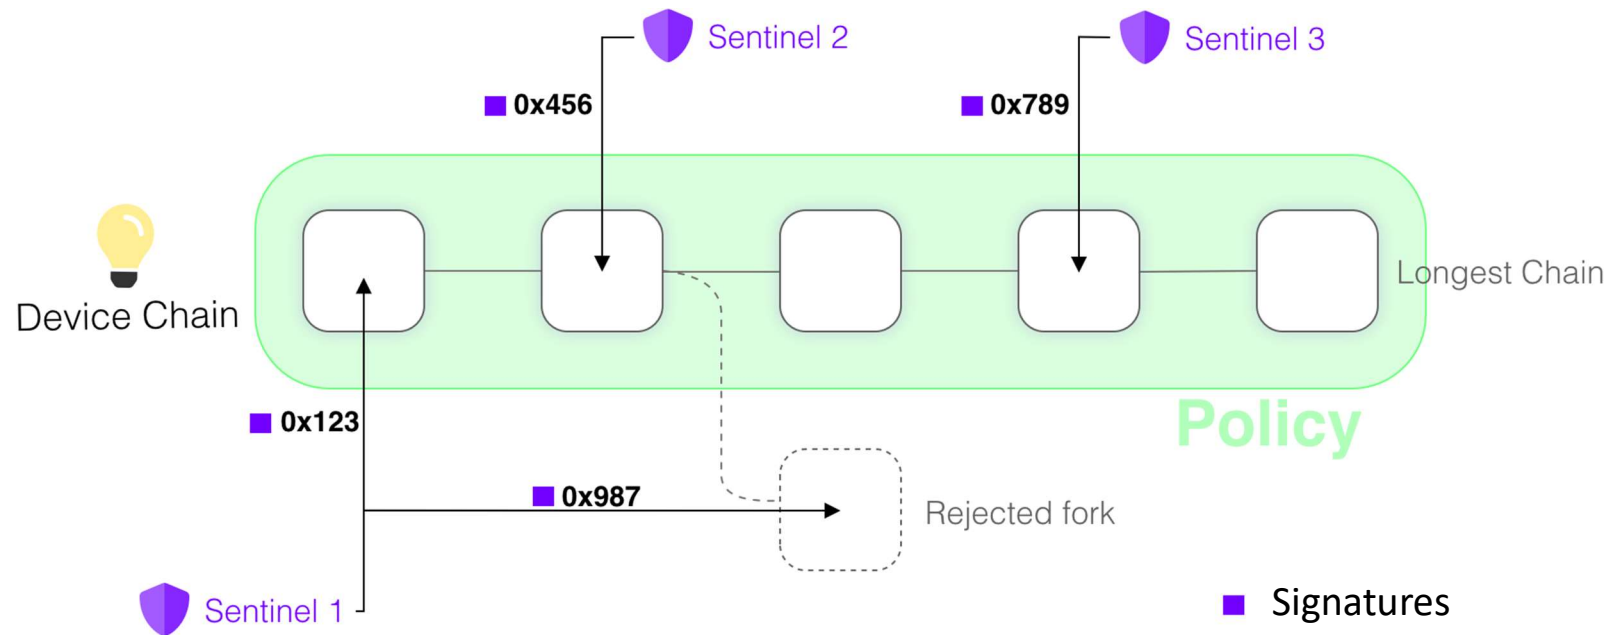 Sentinel 2
Sentinel 3
0x456
0x789
Device Chain
Longest Chain
0x123
Policy
0x987
Rejected fork
Sentinel 1
Signatures